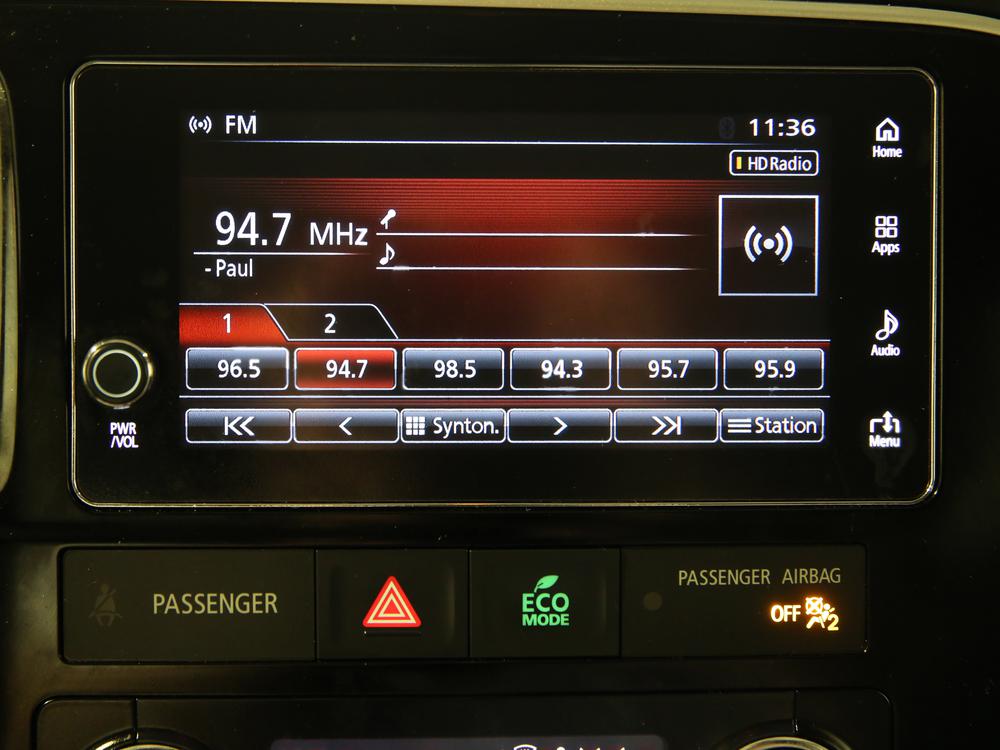 FM
11:36
HD Radio
94.7 MHz
- Paul
1 2
96.5 94.7 98.5 94.3 95.7 95.9
Synton. Station
Home
Apps
Audio
Menu
PWR
/VOL
PASSENGER
ECO
MODE
PASSENGER AIRBAG
OFF 2